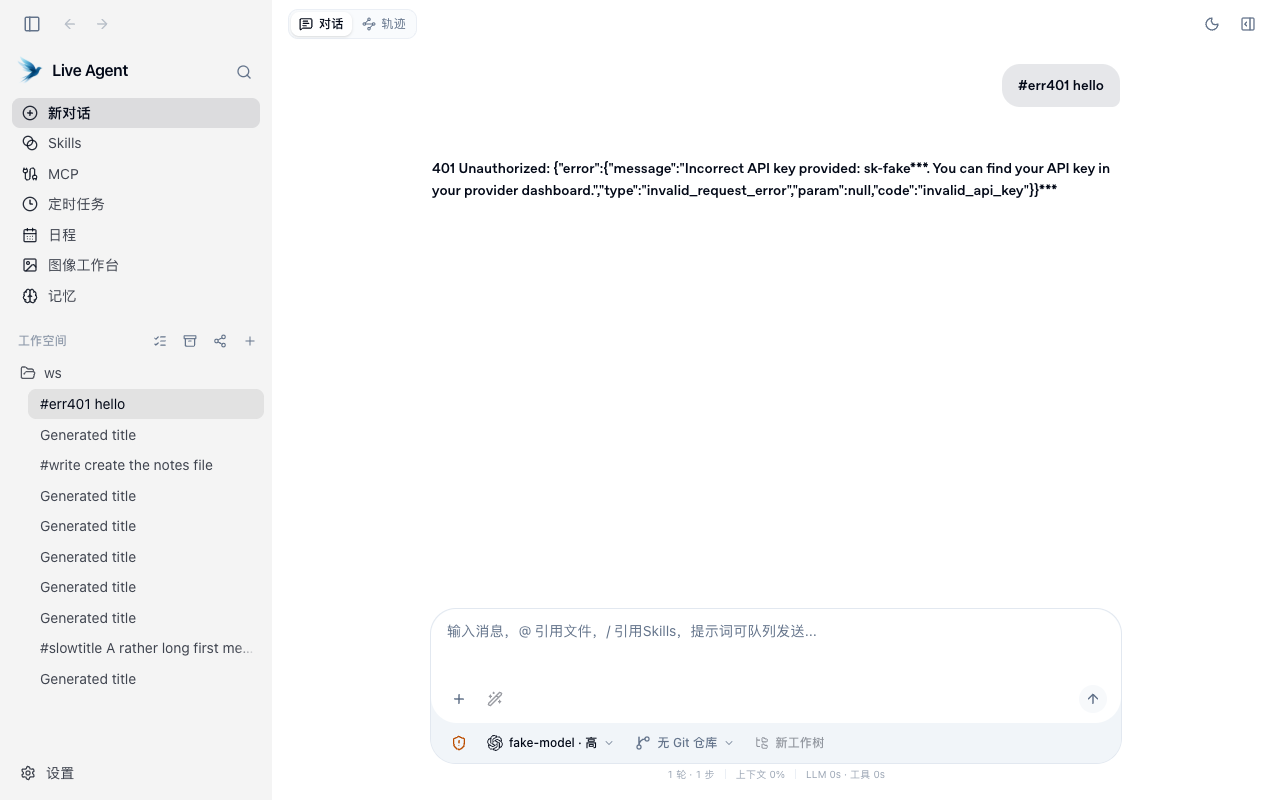 对话
轨迹
Live Agent
新对话
Skills
MCP
定时任务
日程
图像工作台
记忆
工作空间
ws
#err401 hello
Generated title
#write create the notes file
Generated title
Generated title
Generated title
Generated title
Generated title
#slowtitle A rather long first me...
Generated title
设置
#err401 hello
401 Unauthorized: {"error":{"message":"Incorrect API key provided: sk-fake***. You can find your API key in
your provider dashboard.","type":"invalid_request_error","param":null,"code":"invalid_api_key"}}***
输入消息，@ 引用文件，/ 引用Skills，提示词可队列发送...
fake-model · 高
无 Git 仓库
新工作树
1 轮 · 1 步
上下文 0%
LLM 0s · 工具 0s